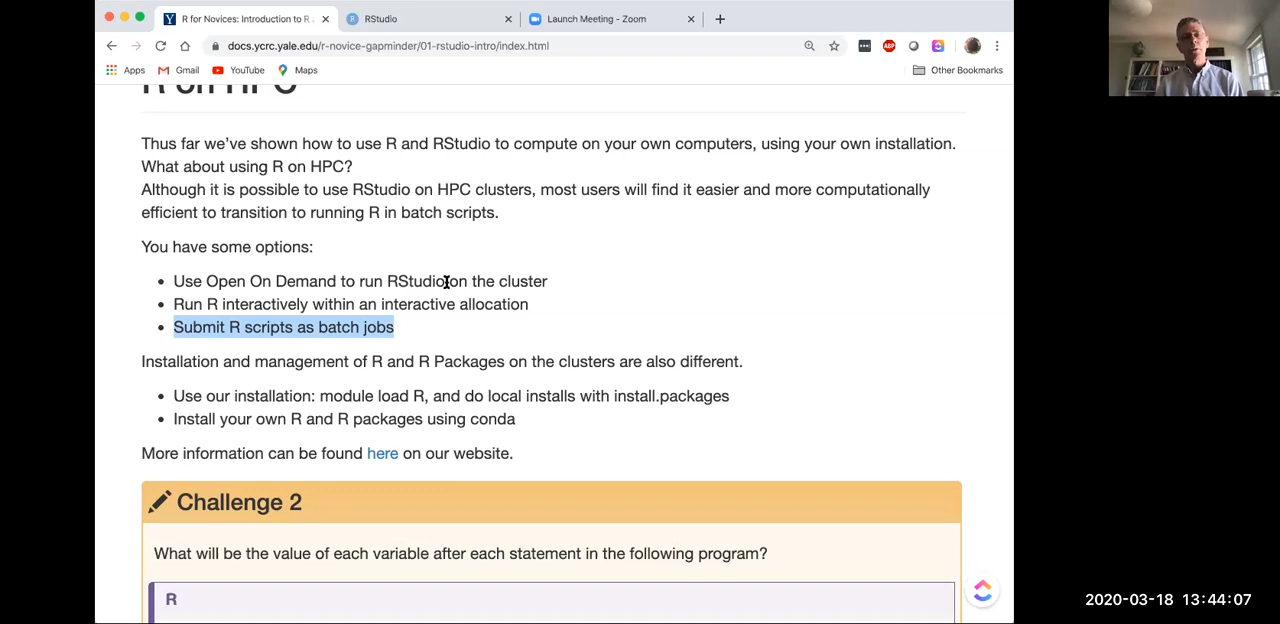 R for Novices: Introduction to R
RStudio
Launch Meeting - Zoom
docs.ycrc.yale.edu/r-novice-gapminder/01-rstudio-intro/index.html
ABP
Apps
Gmail
YouTube
Maps
Other Bookmarks
R on HPC
Thus far we've shown how to use R and RStudio to compute on your own computers, using your own installation.
What about using R on HPC?
Although it is possible to use RStudio on HPC clusters, most users will find it easier and more computationally
efficient to transition to running R in batch scripts.
You have some options:
• Use Open On Demand to run RStudio on the cluster
• Run R interactively within an interactive allocation
• Submit R scripts as batch jobs
Installation and management of R and R Packages on the clusters are also different.
• Use our installation: module load R, and do local installs with install.packages
• Install your own R and R packages using conda
More information can be found here on our website.
Challenge 2
What will be the value of each variable after each statement in the following program?
R
2020-03-18 13:44:07